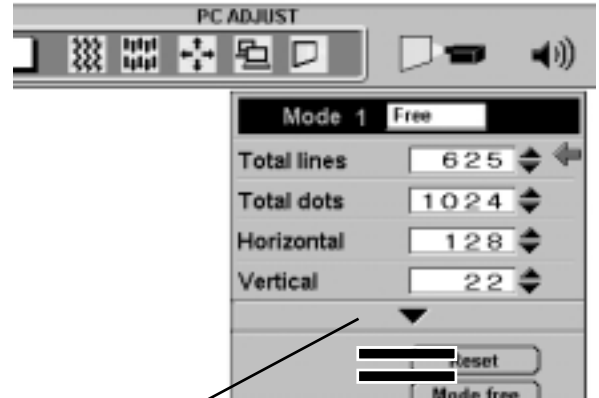 PC ADJUST
Mode 1 Free
Total lines 625
Total dots 1024
Horizontal 128
Vertical 22
Reset
Mode free